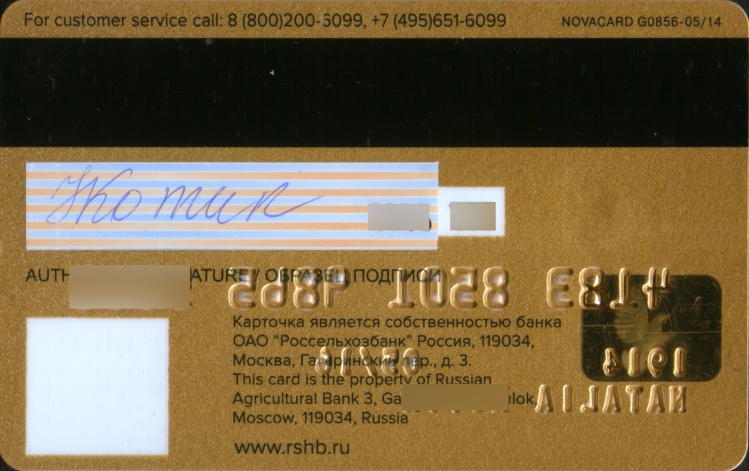 For customer service call: 8 (800)200-6099, +7 (495)651-6099
NOVACARD G0856-05/14
/ ОБРАЗЕЦ ПОДПИСИ
Карточка является собственностью банка
ОАО "Россельхозбанк" Россия, 119034,
Москва, Гагаринский пер., д. 3.
This card is the property of Russian
Agricultural Bank 3,
Moscow, 119034, Russia
www.rshb.ru
NATALIA